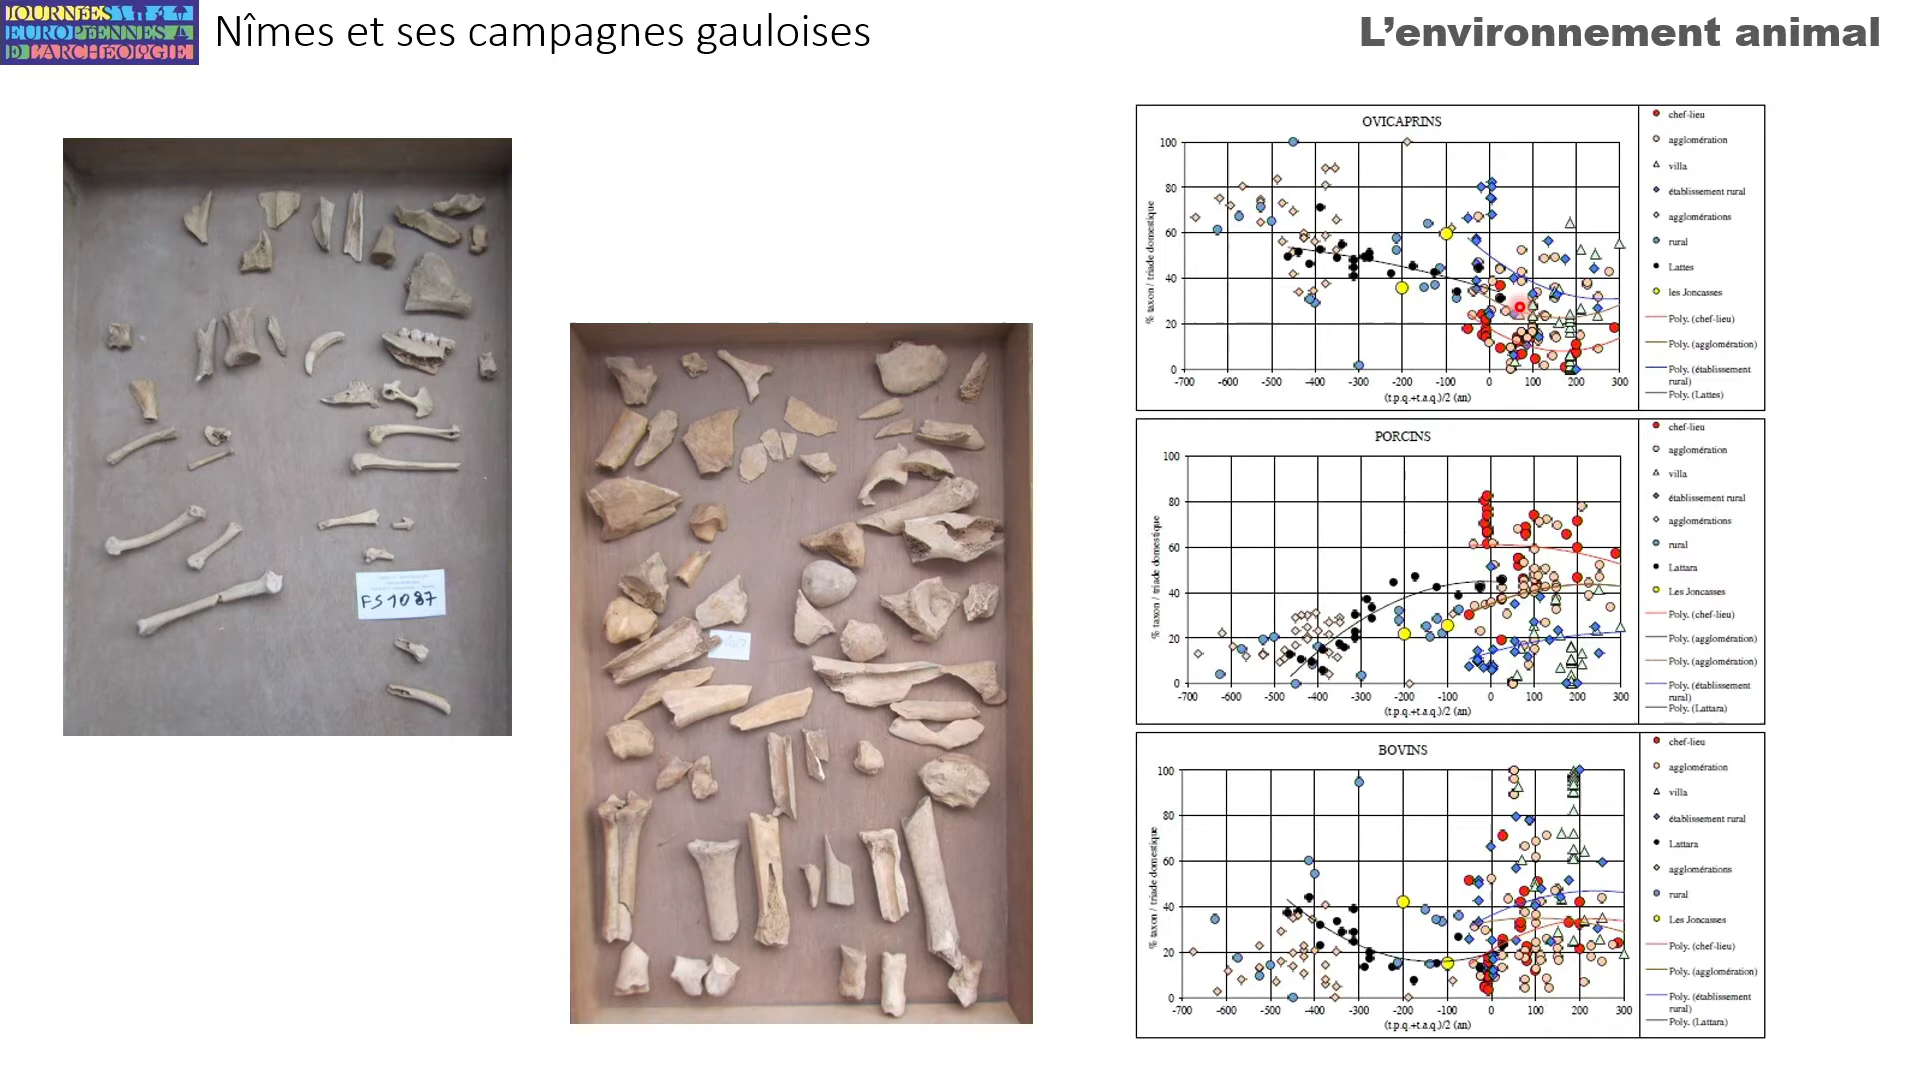 JOURNÉES
EUROPÉENNES
DE L'ARCHÉOLOGIE
Nîmes et ses campagnes gauloises
L'environnement animal
FS1087
OVICAPRINS
% taxon / triade domestique
100
80
60
40
20
0
-700 -600 -500 -400 -300 -200 -100 0 100 200 300
(t.p.q.+t.a.q.)/2 (an)
chef-lieu
agglomération
villa
établissement rural
agglomérations
rural
Lattes
les Joncasses
Poly. (chef-lieu)
Poly. (agglomération)
Poly. (établissement
rural)
Poly. (Lattes)
PORCINS
% taxon / triade domestique
100
80
60
40
20
0
-700 -600 -500 -400 -300 -200 -100 0 100 200 300
(t.p.q.+t.a.q.)/2 (an)
chef-lieu
agglomération
villa
établissement rural
agglomérations
rural
Lattara
Les Joncasses
Poly. (chef-lieu)
Poly. (agglomération)
Poly. (agglomération)
Poly. (établissement
rural)
Poly. (Lattara)
BOVINS
% taxon / triade domestique
100
80
60
40
20
0
-700 -600 -500 -400 -300 -200 -100 0 100 200 300
(t.p.q.+t.a.q.)/2 (an)
chef-lieu
agglomération
villa
établissement rural
Lattara
agglomérations
rural
Les Joncasses
Poly. (chef-lieu)
Poly. (agglomération)
Poly. (établissement
rural)
Poly. (Lattara)